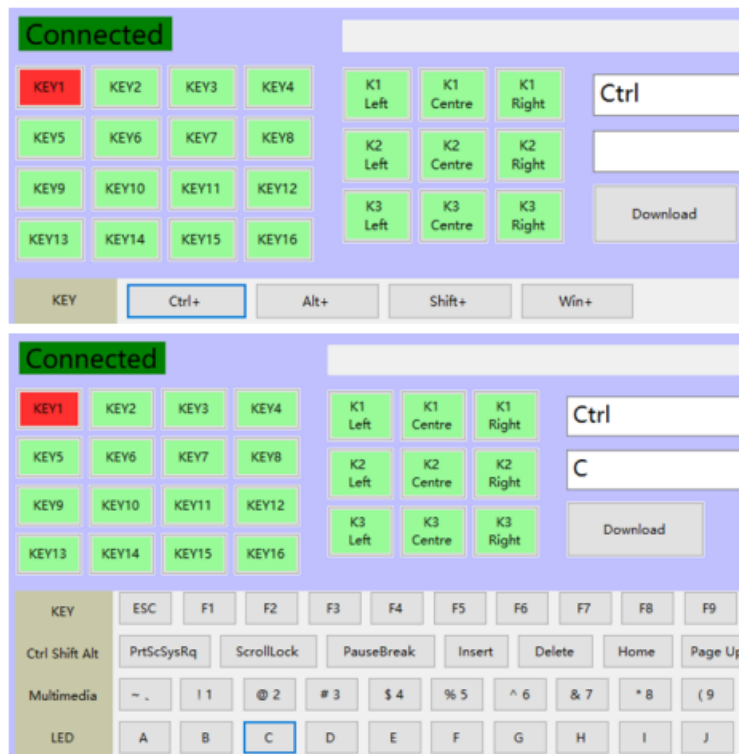 Connected
KEY1 KEY2 KEY3 KEY4 K1 Left K1 Centre K1 Right Ctrl
KEY5 KEY6 KEY7 KEY8 K2 Left K2 Centre K2 Right
KEY9 KEY10 KEY11 KEY12 K3 Left K3 Centre K3 Right Download
KEY13 KEY14 KEY15 KEY16
KEY Ctrl+ Alt+ Shift+ Win+
Connected
KEY1 KEY2 KEY3 KEY4 K1 Left K1 Centre K1 Right Ctrl
KEY5 KEY6 KEY7 KEY8 K2 Left K2 Centre K2 Right C
KEY9 KEY10 KEY11 KEY12 K3 Left K3 Centre K3 Right Download
KEY13 KEY14 KEY15 KEY16
KEY ESC F1 F2 F3 F4 F5 F6 F7 F8 F9
Ctrl Shift Alt PrtScSysRq ScrollLock PauseBreak Insert Delete Home Page Up
Multimedia ~ 、 ! 1 @ 2 # 3 $ 4 % 5 ^ 6 & 7 * 8 ( 9
LED A B C D E F G H I J